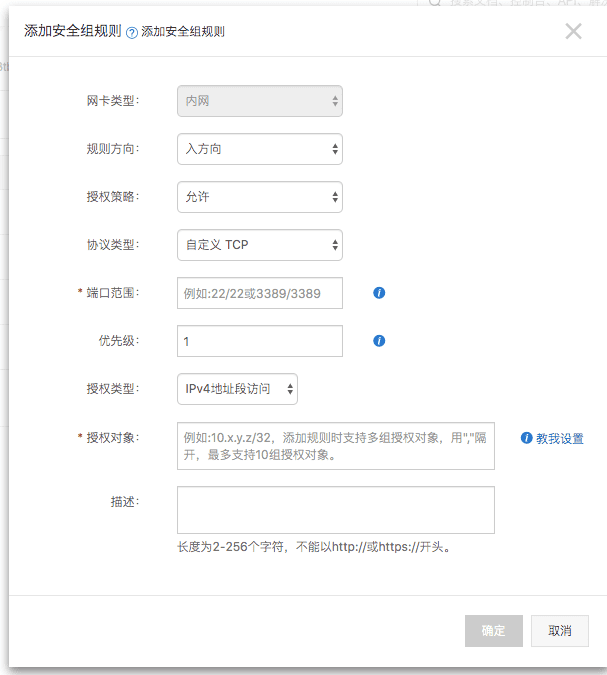 添加安全组规则 ? 添加安全组规则
网卡类型： 内网
规则方向： 入方向
授权策略： 允许
协议类型： 自定义 TCP
* 端口范围： 例如:22/22或3389/3389
优先级： 1
授权类型： IPv4地址段访问
* 授权对象： 例如:10.x.y.z/32，添加规则时支持多组授权对象，用","隔
开，最多支持10组授权对象。
教我设置
描述：
长度为2-256个字符，不能以http://或https://开头。
确定 取消